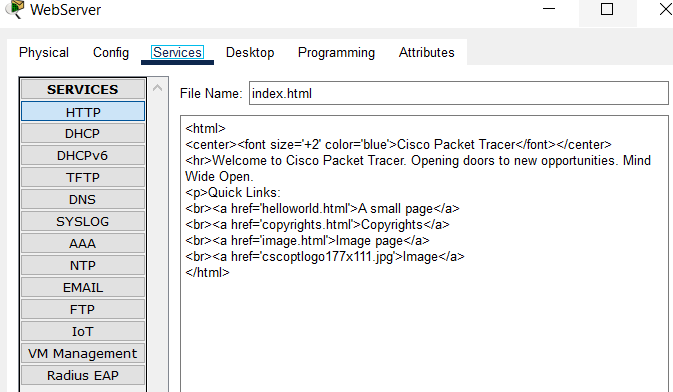 WebServer
Physical Config Services Desktop Programming Attributes
SERVICES
HTTP
DHCP
DHCPv6
TFTP
DNS
SYSLOG
AAA
NTP
EMAIL
FTP
IoT
VM Management
Radius EAP
File Name: index.html
<html>
<center><font size='+2' color='blue'>Cisco Packet Tracer</font></center>
<hr>Welcome to Cisco Packet Tracer. Opening doors to new opportunities. Mind
Wide Open.
<p>Quick Links:
<br><a href='helloworld.html'>A small page</a>
<br><a href='copyrights.html'>Copyrights</a>
<br><a href='image.html'>Image page</a>
<br><a href='cscoptlogo177x111.jpg'>Image</a>
</html>